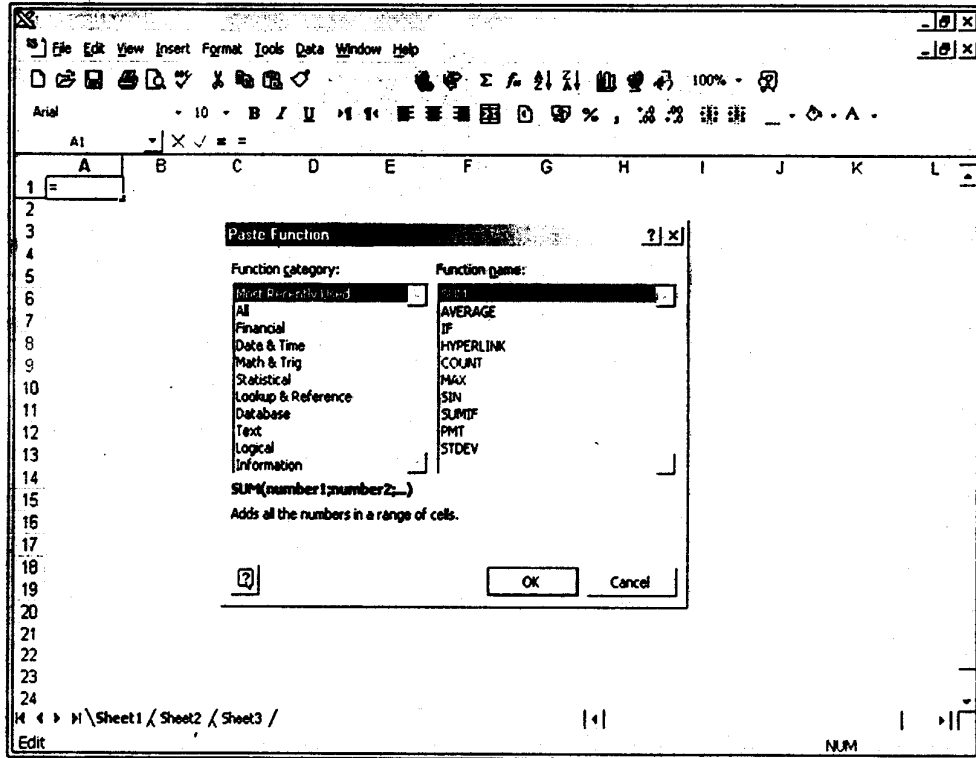 File Edit View Insert Format Tools Data Window Help
100%
Arial 10 B I U % ,
A1 = =
A B C D E F G H I J K L
1 =
2
3
4
5
6
7
8
9
10
11
12
13
14
15
16
17
18
19
20
21
22
23
24
Paste Function
Function category:
Most Recently Used
All
Financial
Date & Time
Math & Trig
Statistical
Lookup & Reference
Database
Text
Logical
Information
Function name:
SUM
AVERAGE
IF
HYPERLINK
COUNT
MAX
SIN
SUMIF
PMT
STDEV
SUM(number1;number2;...)
Adds all the numbers in a range of cells.
OK Cancel
Sheet1 / Sheet2 / Sheet3 /
Edit NUM